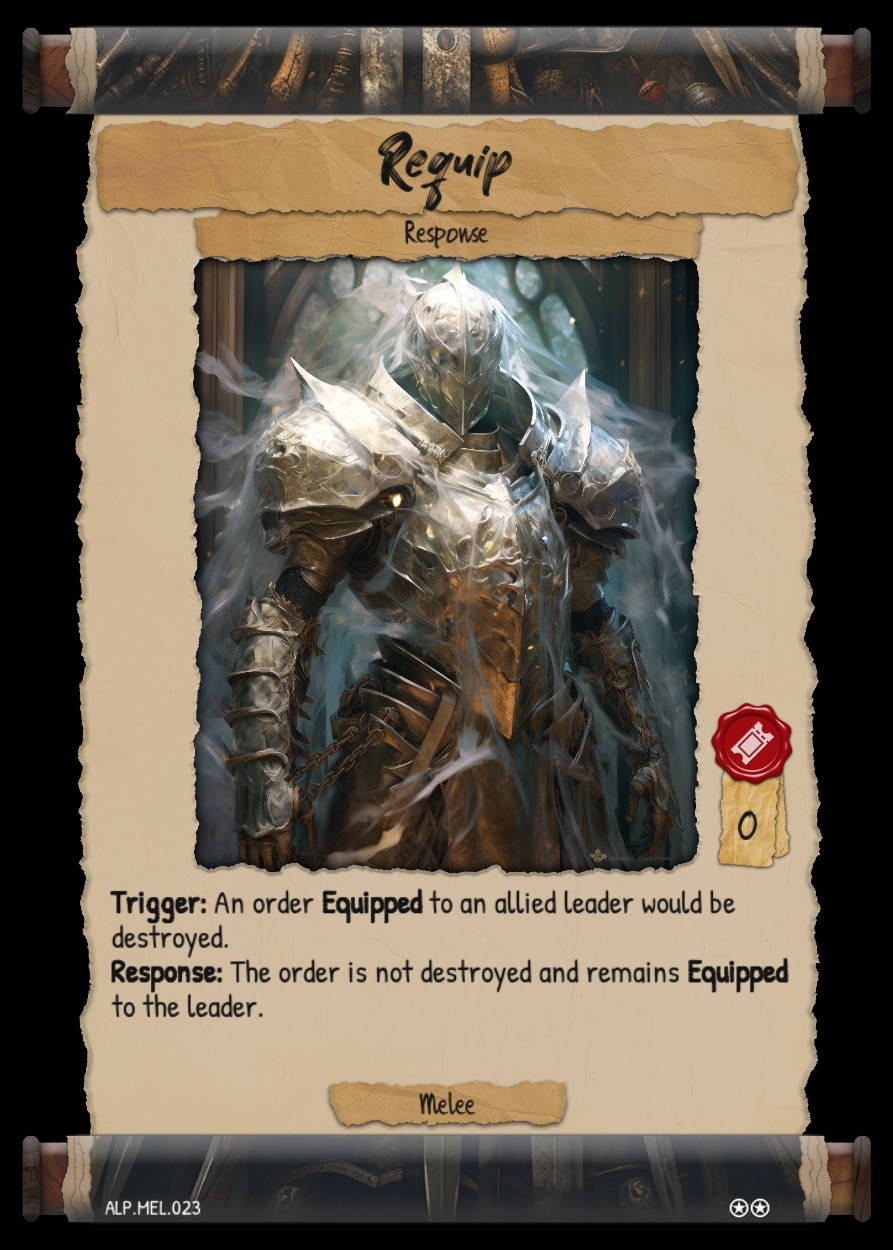 Requip
Response
0
Trigger: An order Equipped to an allied leader would be
destroyed.
Response: The order is not destroyed and remains Equipped
to the leader.
Melee
ALP.MEL.023